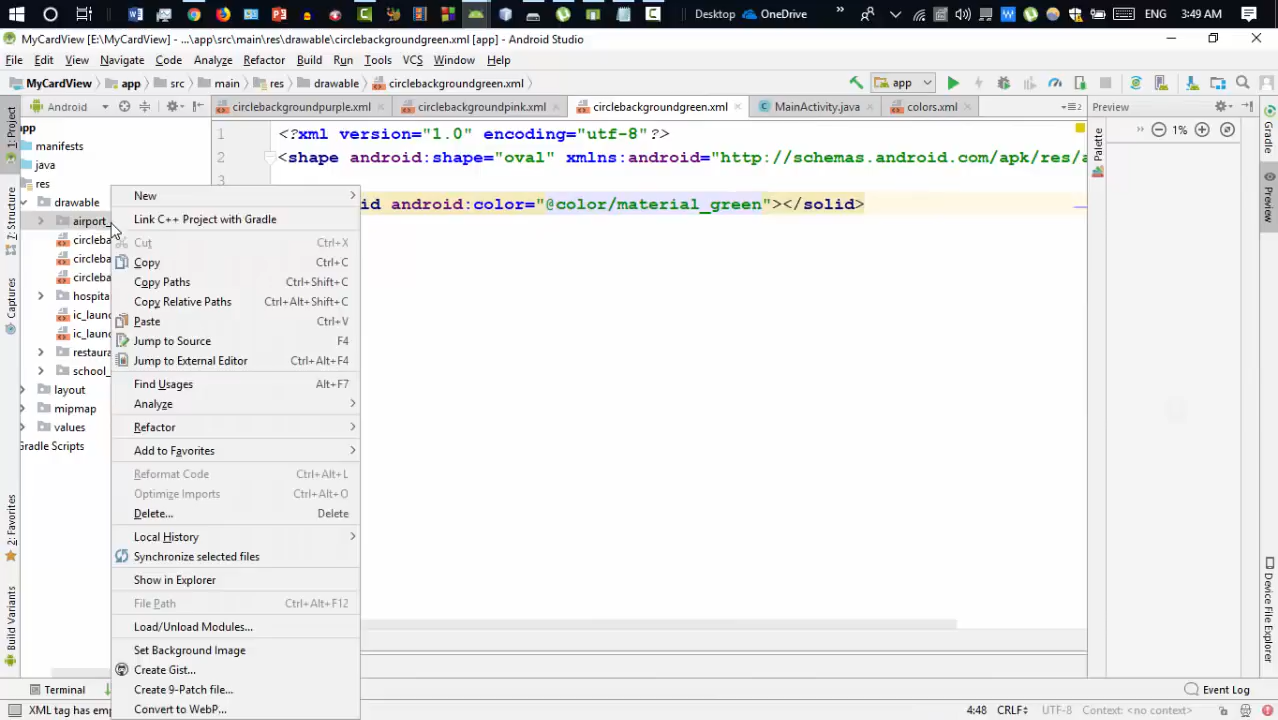 Desktop OneDrive » ENG 3:49 AM
MyCardView [E:\MyCardView] - ...\app\src\main\res\drawable\circlebackgroundgreen.xml [app] - Android Studio
File Edit View Navigate Code Analyze Refactor Build Run Tools VCS Window Help
MyCardView app src main res drawable circlebackgroundgreen.xml app
Android circlebackgroundpurple.xml circlebackgroundpink.xml circlebackgroundgreen.xml MainActivity.java colors.xml Preview
1: Project
7: Structure
Captures
2: Favorites
Build Variants
app
manifests
java
res
drawable
airport_
circleba
circleba
circleba
hospita
ic_laun
ic_laun
restaura
school_
layout
mipmap
values
Gradle Scripts
1 <?xml version="1.0" encoding="utf-8"?>
2 <shape android:shape="oval" xmlns:android="http://schemas.android.com/apk/res/a
3
id android:color="@color/material_green"></solid>
New
Link C++ Project with Gradle
Cut Ctrl+X
Copy Ctrl+C
Copy Paths Ctrl+Shift+C
Copy Relative Paths Ctrl+Alt+Shift+C
Paste Ctrl+V
Jump to Source F4
Jump to External Editor Ctrl+Alt+F4
Find Usages Alt+F7
Analyze
Refactor
Add to Favorites
Reformat Code Ctrl+Alt+L
Optimize Imports Ctrl+Alt+O
Delete... Delete
Local History
Synchronize selected files
Show in Explorer
File Path Ctrl+Alt+F12
Load/Unload Modules...
Set Background Image
Create Gist...
Create 9-Patch file...
Convert to WebP...
» 1%
Palette
Gradle
Preview
Device File Explorer
Terminal Event Log
XML tag has emp 4:48 CRLF UTF-8 Context: <no context>